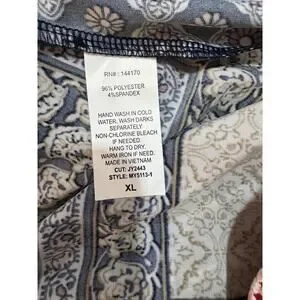 RN# : 144170
96% POLYESTER
4%SPANDEX
HAND WASH IN COLD
WATER, WASH DARKS
SEPARATELY
NON-CHLORINE BLEACH
IF NEEDED.
HANG TO DRY.
WARM IRON IF NEED.
MADE IN VIETNAM
CUT: JY2443
STYLE: MY5113-1
XL